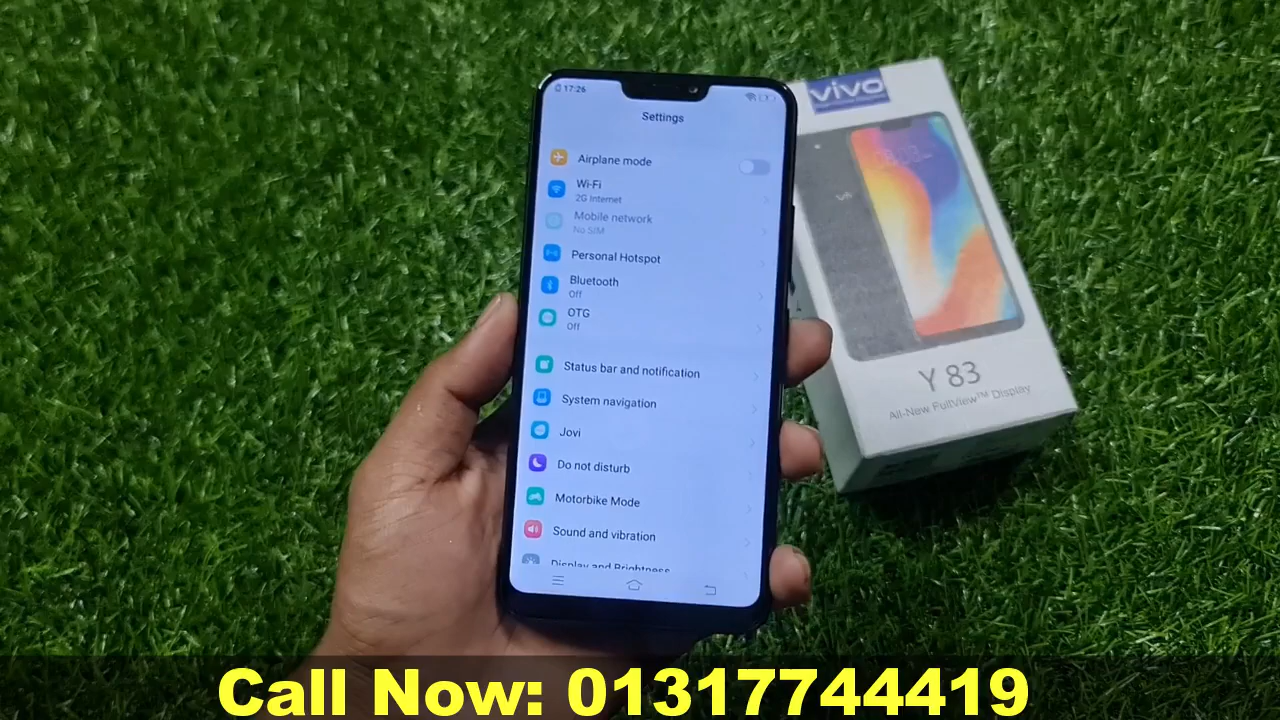 17:26
Settings
Airplane mode
Wi-Fi
2G Internet
Mobile network
No SIM
Personal Hotspot
Bluetooth
Off
OTG
Off
Status bar and notification
System navigation
Jovi
Do not disturb
Motorbike Mode
Sound and vibration
Display and Brightness
vivo
Y 83
All-New FullView™ Display
Call Now: 01317744419